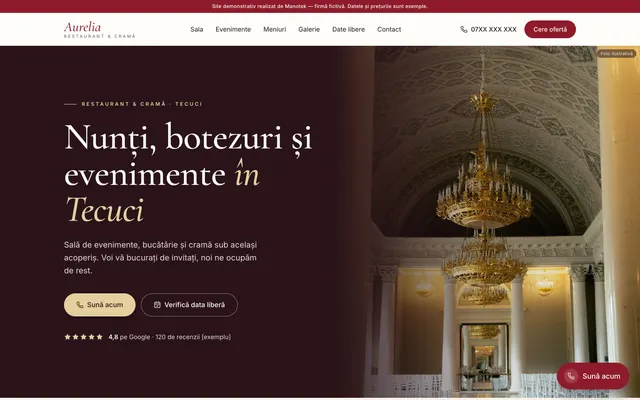 Site demonstrativ realizat de Manotek — firmă fictivă. Datele și prețurile sunt exemple.
Aurelia
RESTAURANT & CRAMĂ
Sala
Evenimente
Meniuri
Galerie
Date libere
Contact
07XX XXX XXX
Cere ofertă
Foto ilustrativă
RESTAURANT & CRAMĂ · TECUCI
Nunți, botezuri și
evenimente în
Tecuci
Sală de evenimente, bucătărie și cramă sub același
acoperiș. Voi vă bucurați de invitați, noi ne ocupăm
de rest.
Sună acum
Verifică data liberă
4,8 pe Google · 120 de recenzii [exemplu]
Sună acum